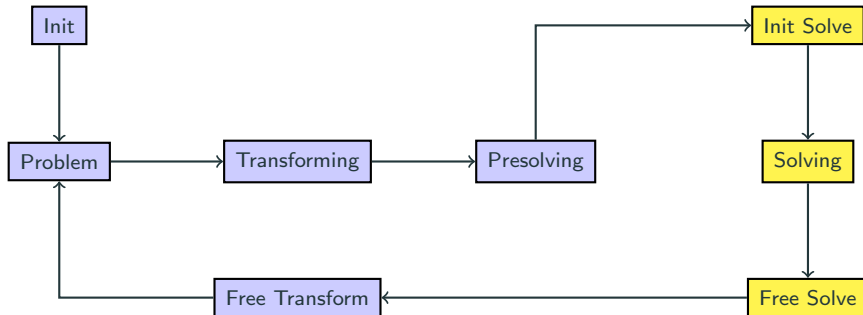 Init
Init Solve
Problem
Transforming
Presolving
Solving
Free Transform
Free Solve